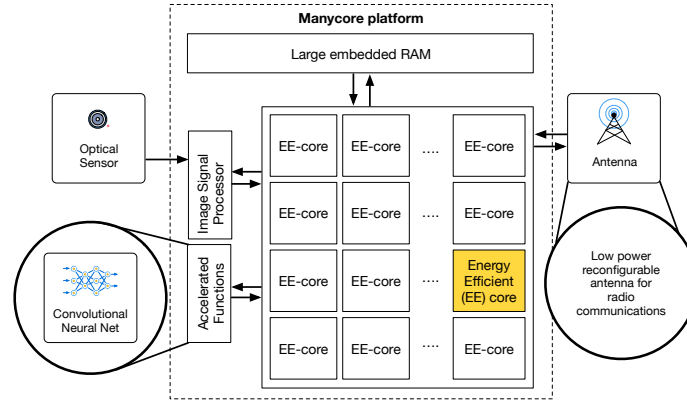 Manycore platform
Large embedded RAM
Optical
Sensor
Image Signal
Processor
EE-core EE-core .... EE-core
EE-core EE-core .... EE-core
EE-core EE-core .... Energy
Efficient
(EE) core
EE-core EE-core .... EE-core
Antenna
Accelerated
Functions
Convolutional
Neural Net
Low power
reconfigurable
antenna for
radio
communications